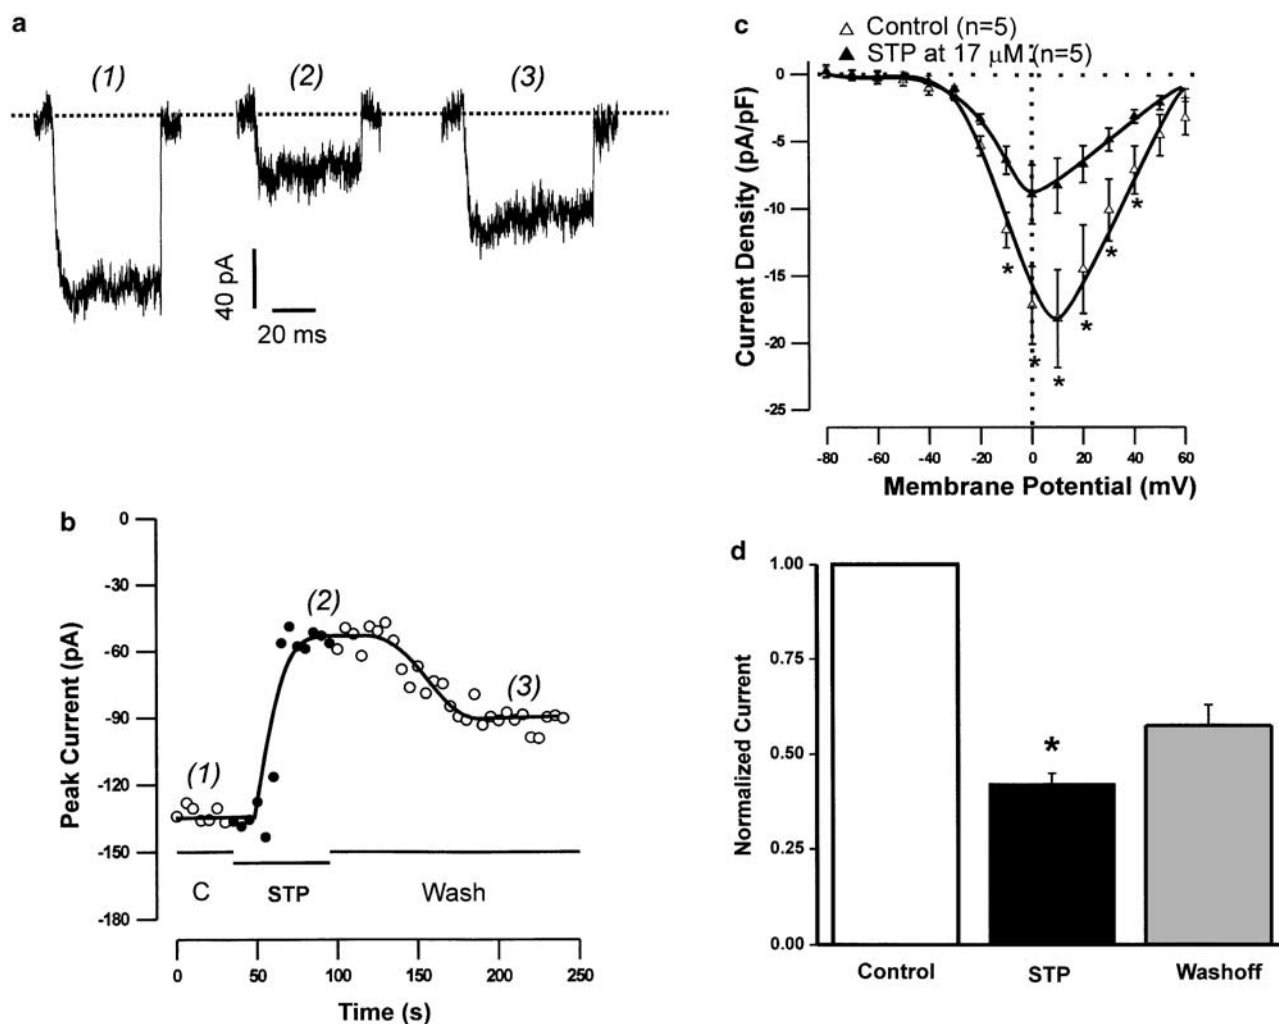 a
(1)
(2)
(3)
40 pA
20 ms
b
0
-30
-60
-90
-120
-150
-180
Peak Current (pA)
(1)
(2)
(3)
C
STP
Wash
0
50
100
150
200
250
Time (s)
c
Control (n=5)
STP at 17 μM (n=5)
0
-5
-10
-15
-20
-25
Current Density (pA/pF)
*
*
*
*
*
*
-80
-60
-40
-20
0
20
40
60
Membrane Potential (mV)
d
1.00
0.75
0.50
0.25
0.00
Normalized Current
*
Control
STP
Washoff